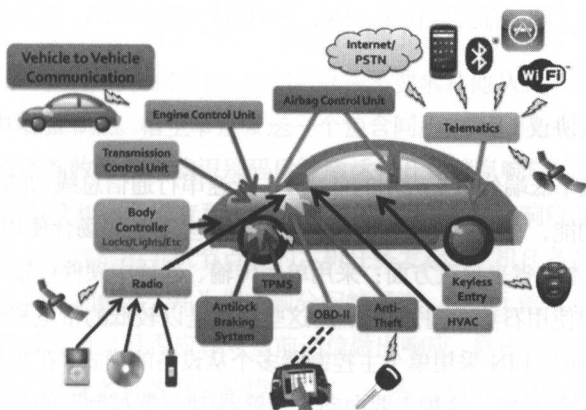 Vehicle to Vehicle
Communication
Internet/
PSTN
WiFi
Engine Control Unit
Airbag Control Unit
Telematics
Transmission
Control Unit
Body
Controller
Locks/Lights/Etc
Radio
TPMS
Antilock
Braking
System
OBD-II
Anti-
Theft
HVAC
Keyless
Entry